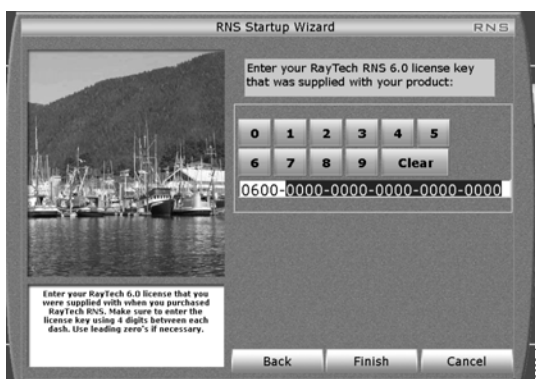 RNS Startup Wizard
RNS
Enter your RayTech RNS 6.0 license key
that was supplied with your product:
0 1 2 3 4 5
6 7 8 9 Clear
0600-0000-0000-0000-0000-0000
Enter your RayTech 6.0 license that you
were supplied with when you purchased
RayTech RNS. Make sure to enter the
license key using 4 digits between each
dash. Use leading zero's if necessary.
Back Finish Cancel